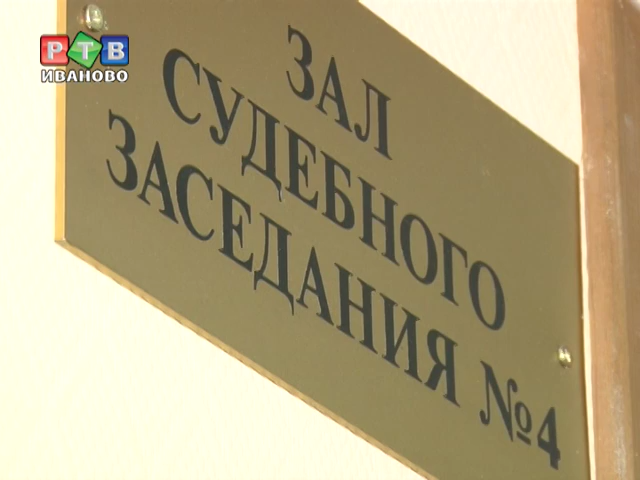 РТВ
ИВАНОВО
ЗАЛ
СУДЕБНОГО
ЗАСЕДАНИЯ №4